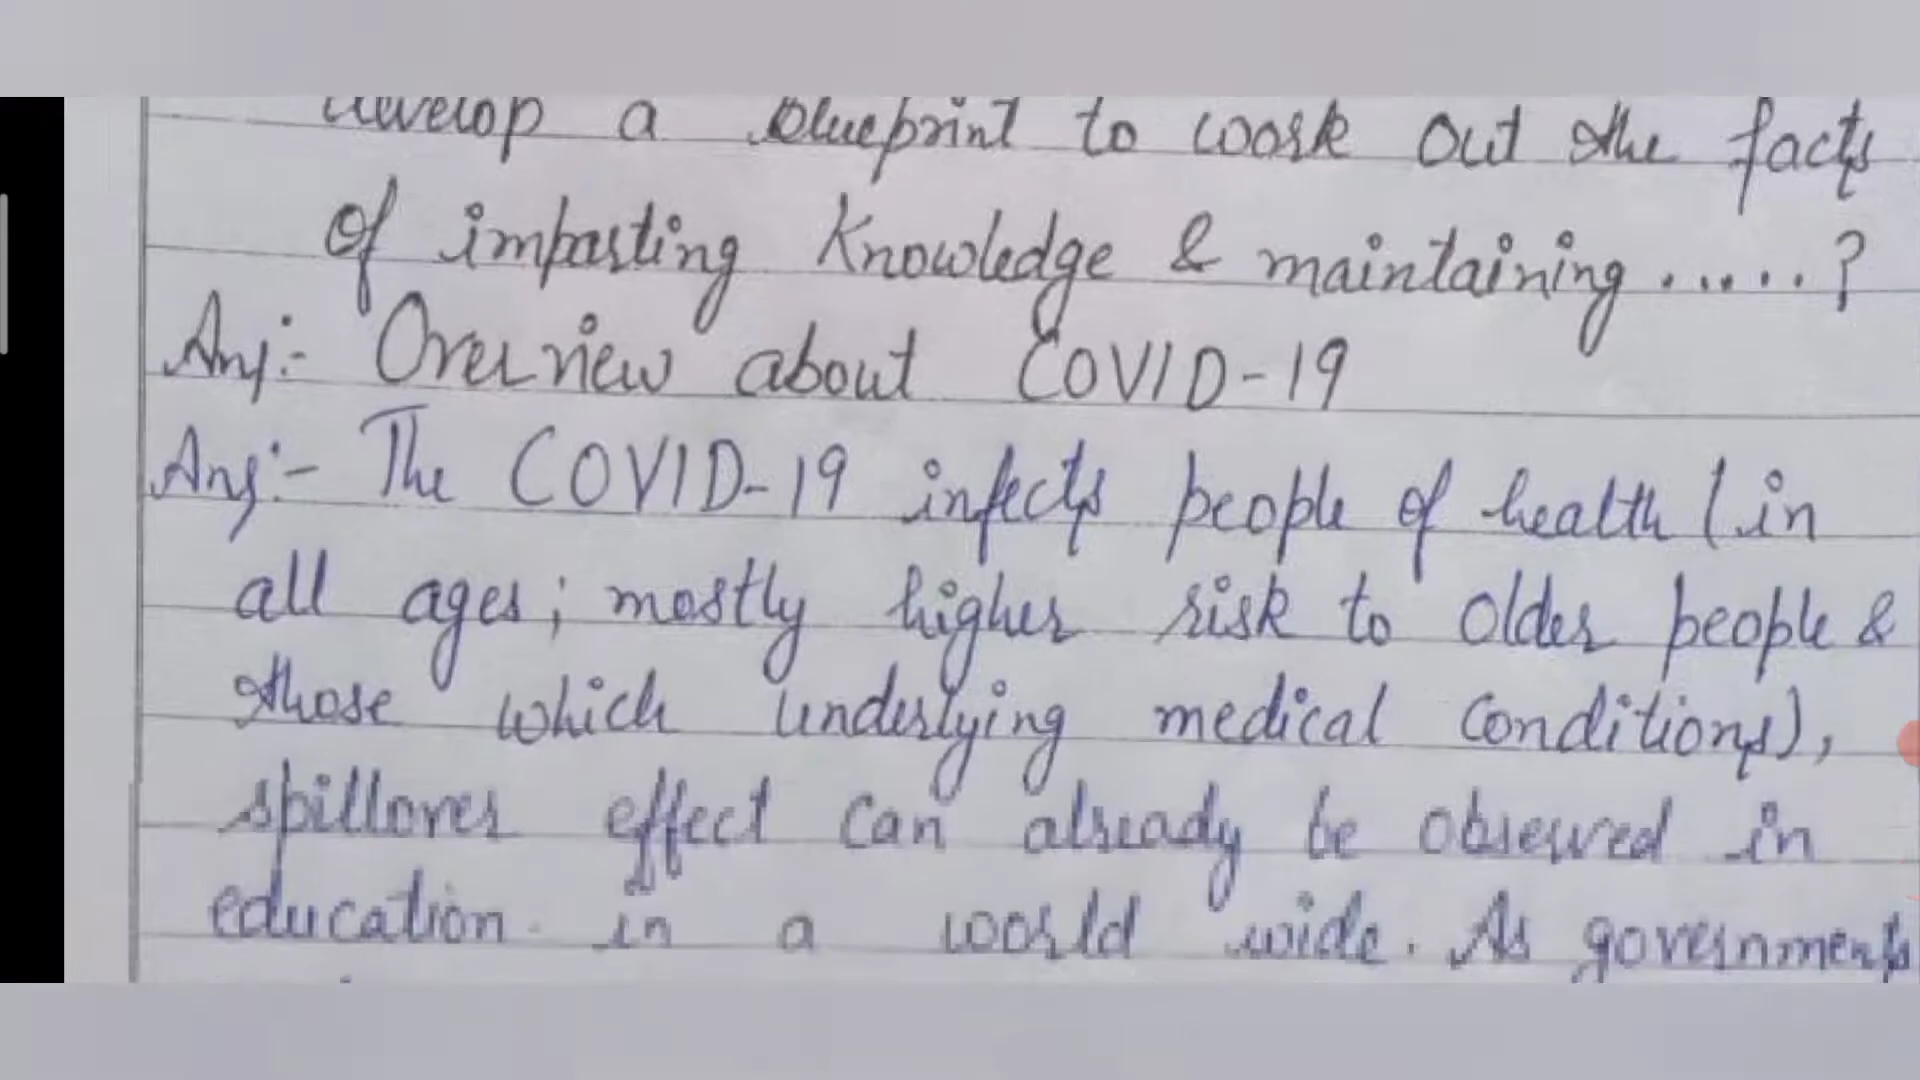 develop a blueprint to work out the facts
of imparting Knowledge & maintaining ......?
Ans:- Overview about COVID-19
Ans:- The COVID-19 infects people of health (in
all ages; mostly higher risk to older people &
those which underlying medical conditions),
spillover effect can already be observed in
education in a world wide. As governments